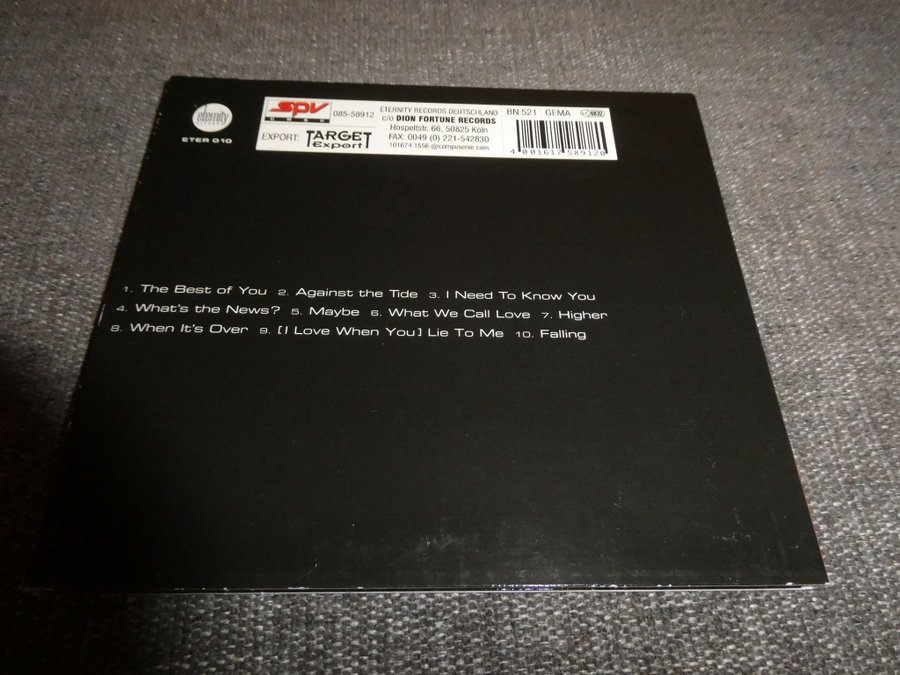 eternity
ETER 010
spv
085-58912
EXPORT: TARGET Export
ETERNITY RECORDS DEUTSCHLAND
c/o DION FORTUNE RECORDS
Hospeltstr. 66, 50825 Köln
FAX: 0049 (0) 221-542830
101674 1556 @compuserve.com
BN 521 GEMA
4 001617 589120
1. The Best of You 2. Against the Tide 3. I Need To Know You
4. What's the News? 5. Maybe 6. What We Call Love 7. Higher
8. When It's Over 9. [I Love When You] Lie To Me 10. Falling